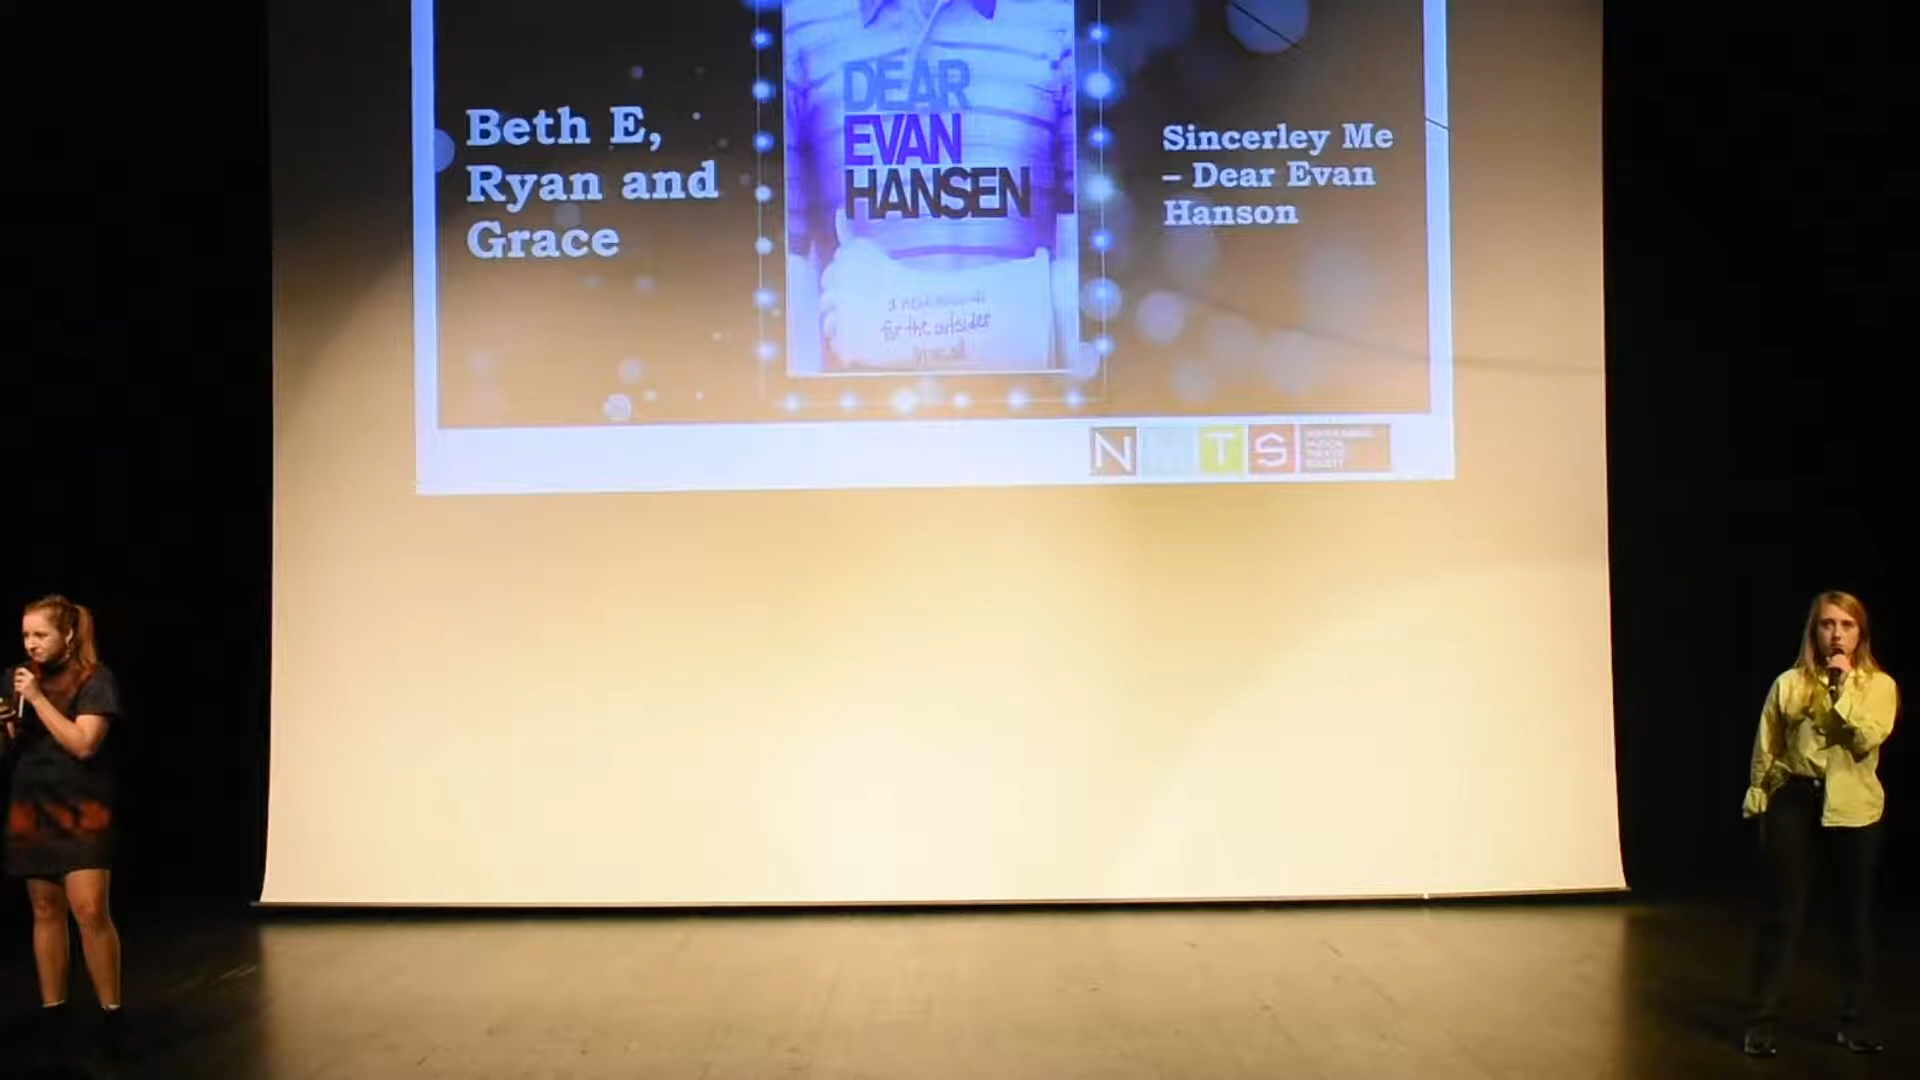 Beth E,
Ryan and
Grace
DEAR
EVAN
HANSEN
for the outsider
Sincerley Me
– Dear Evan
Hanson
NMTS